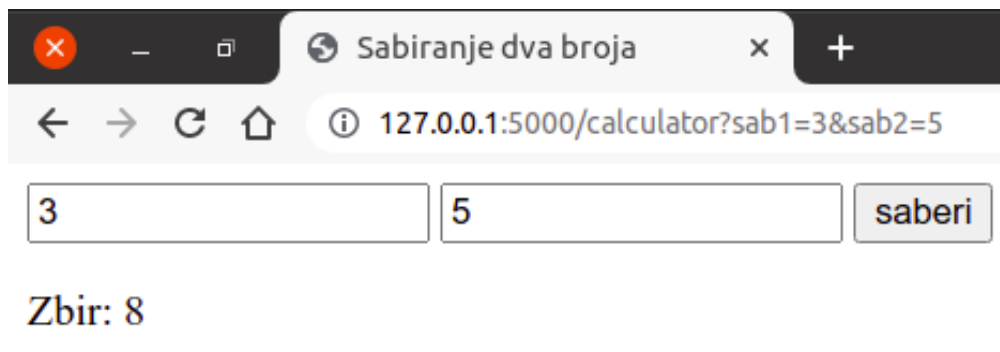 Sabiranje dva broja
127.0.0.1:5000/calculator?sab1=3&sab2=5
3 5 saberi
Zbir: 8